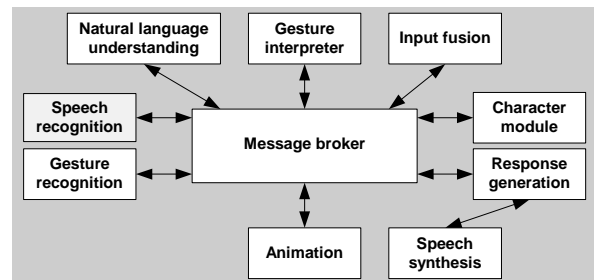 Natural language
understanding
Gesture
interpreter
Input fusion
Speech
recognition
Message broker
Character
module
Gesture
recognition
Response
generation
Animation
Speech
synthesis